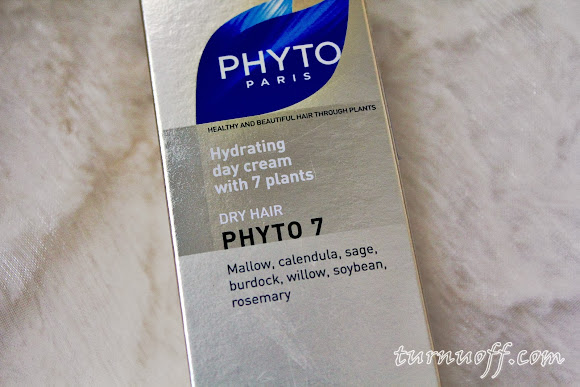 PHYTO
PARIS
HEALTHY AND BEAUTIFUL HAIR THROUGH PLANTS
Hydrating
day cream
with 7 plants
DRY HAIR
PHYTO 7
Mallow, calendula, sage,
burdock, willow, soybean,
rosemary
turnuoff.com